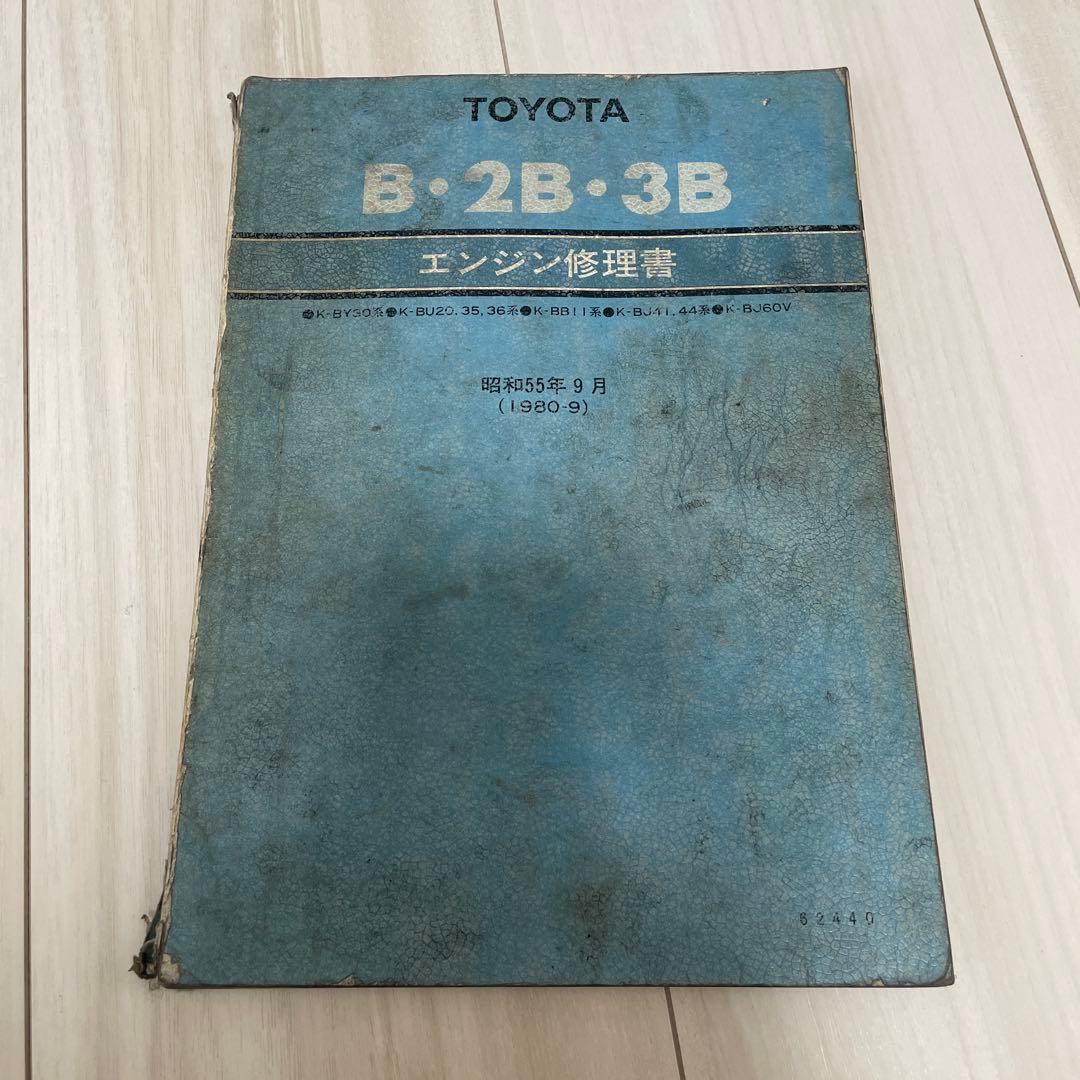 TOYOTA
B・2B・3B
エンジン修理書
●K-BY30系●K-BU20.35,36系●K-BB11系●K-BJ41.44系●K-BJ60V
昭和55年9月
(1980-9)
62440